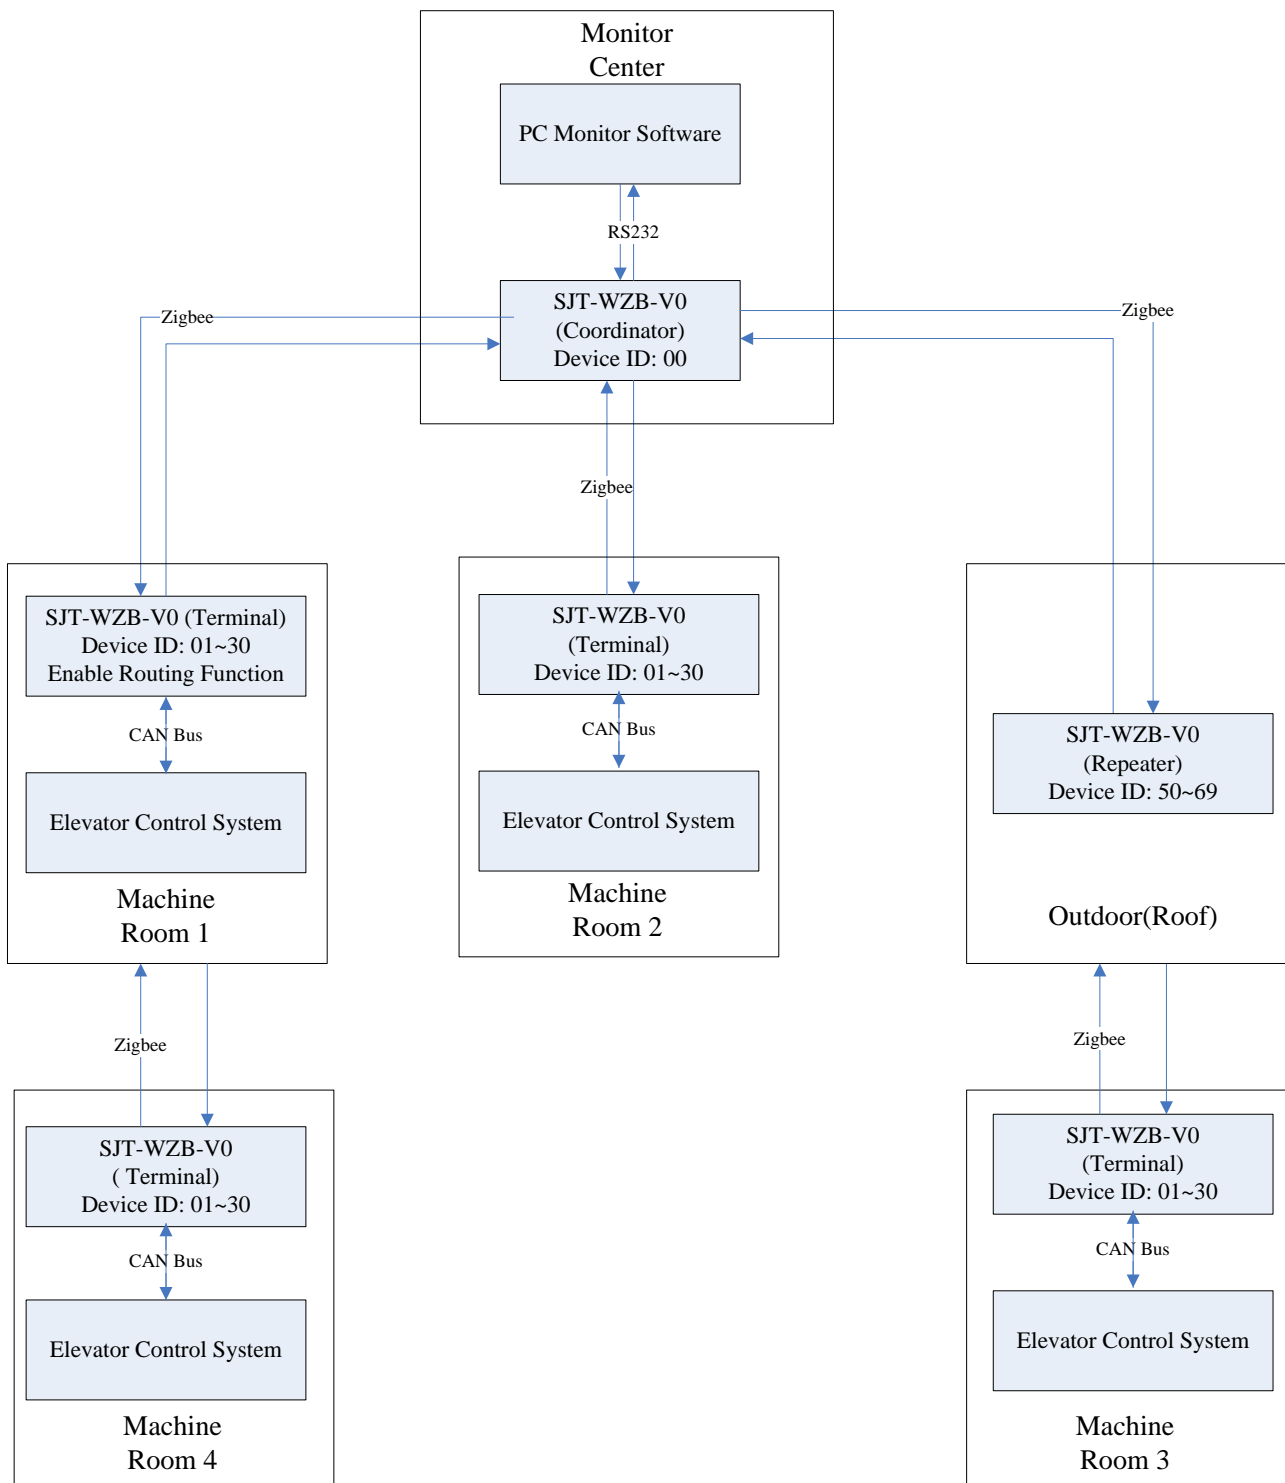 Monitor
Center
PC Monitor Software
RS232
SJT-WZB-V0
(Coordinator)
Device ID: 00
Zigbee
Zigbee
Zigbee
SJT-WZB-V0 (Terminal)
Device ID: 01~30
Enable Routing Function
CAN Bus
Elevator Control System
Machine
Room 1
SJT-WZB-V0
(Terminal)
Device ID: 01~30
CAN Bus
Elevator Control System
Machine
Room 2
SJT-WZB-V0
(Repeater)
Device ID: 50~69
Outdoor(Roof)
Zigbee
Zigbee
SJT-WZB-V0
( Terminal)
Device ID: 01~30
CAN Bus
Elevator Control System
Machine
Room 4
SJT-WZB-V0
(Terminal)
Device ID: 01~30
CAN Bus
Elevator Control System
Machine
Room 3